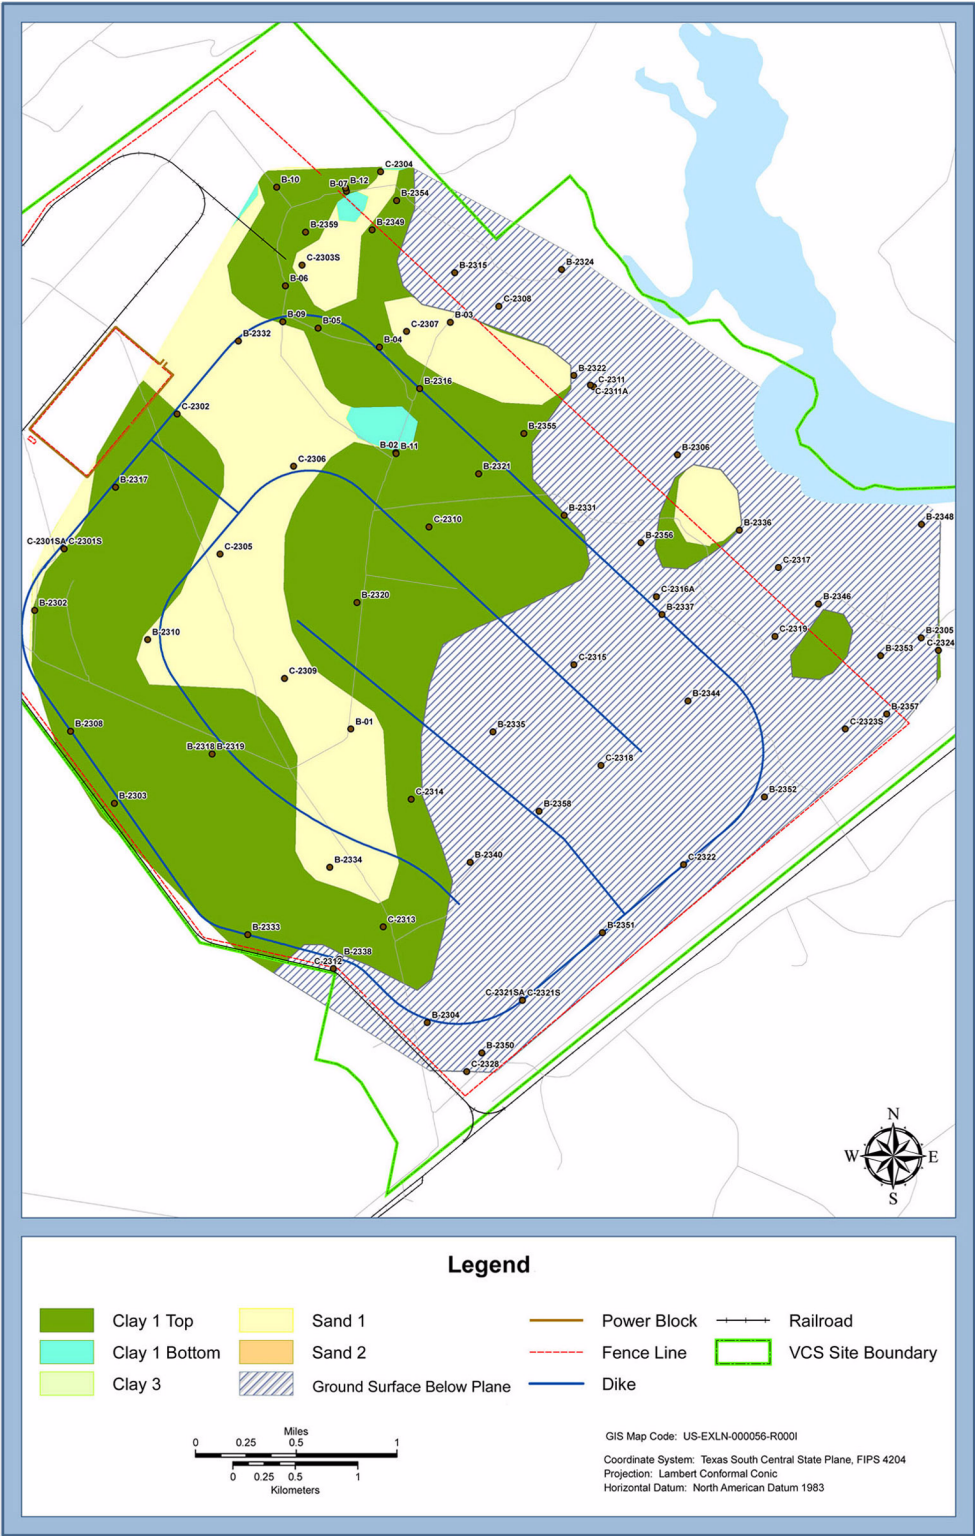 C-2304
B-10
B-07
B-12
B-2354
B-2359
B-2349
C-2303S
B-2315
B-2324
B-06
C-2308
B-09
B-05
C-2307
B-03
B-2332
B-04
B-2322
B-2316
C-2311
C-2311A
C-2302
B-2355
B-02 B-11
B-2306
C-2306
B-2321
B-2317
B-2331
B-2348
C-2310
B-2336
C-2301SA C-2301S
B-2356
C-2305
C-2317
B-2302
B-2320
C-2316A
B-2346
B-2337
B-2310
C-2319
B-2305
B-2353
C-2324
C-2315
C-2309
B-2344
B-2357
B-2308
B-01
B-2335
C-2323S
B-2318 B-2319
C-2318
B-2303
C-2314
B-2352
B-2358
B-2334
B-2340
C-2322
C-2313
B-2333
B-2351
B-2338
C-2312
C-2321SA C-2321S
B-2304
B-2350
C-2328
N
W E
S
Legend
Clay 1 Top Sand 1 Power Block Railroad
Clay 1 Bottom Sand 2 Fence Line VCS Site Boundary
Clay 3 Ground Surface Below Plane Dike
Miles
0 0.25 0.5 1
0 0.25 0.5 1
Kilometers
GIS Map Code: US-EXLN-000056-R000I
Coordinate System: Texas South Central State Plane, FIPS 4204
Projection: Lambert Conformal Conic
Horizontal Datum: North American Datum 1983